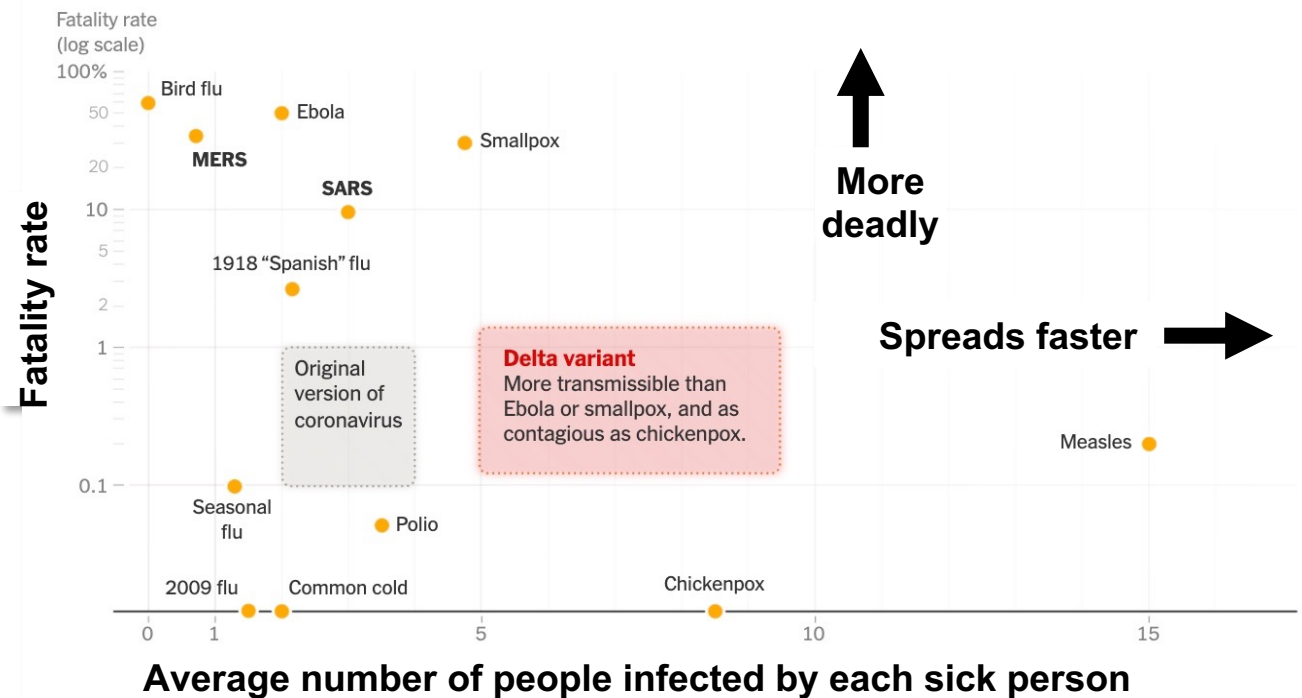 Fatality rate
(log scale)
100%
50
20
10
5
2
1
0.1
Fatality rate
Bird flu
Ebola
MERS
Smallpox
SARS
1918 “Spanish” flu
Original
version of
coronavirus
Delta variant
More transmissible than
Ebola or smallpox, and as
contagious as chickenpox.
More
deadly
Spreads faster
Measles
Seasonal
flu
Polio
2009 flu
Common cold
Chickenpox
0
1
5
10
15
Average number of people infected by each sick person